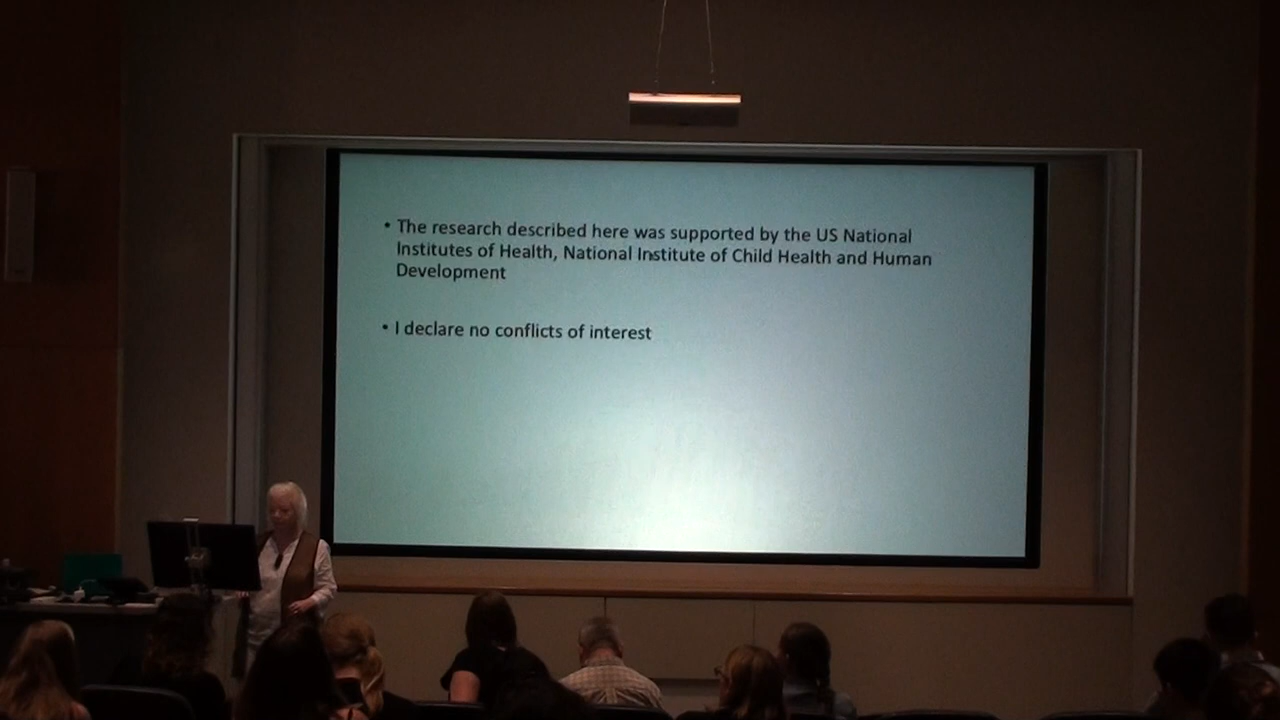 • The research described here was supported by the US National
Institutes of Health, National Institute of Child Health and Human
Development
• I declare no conflicts of interest